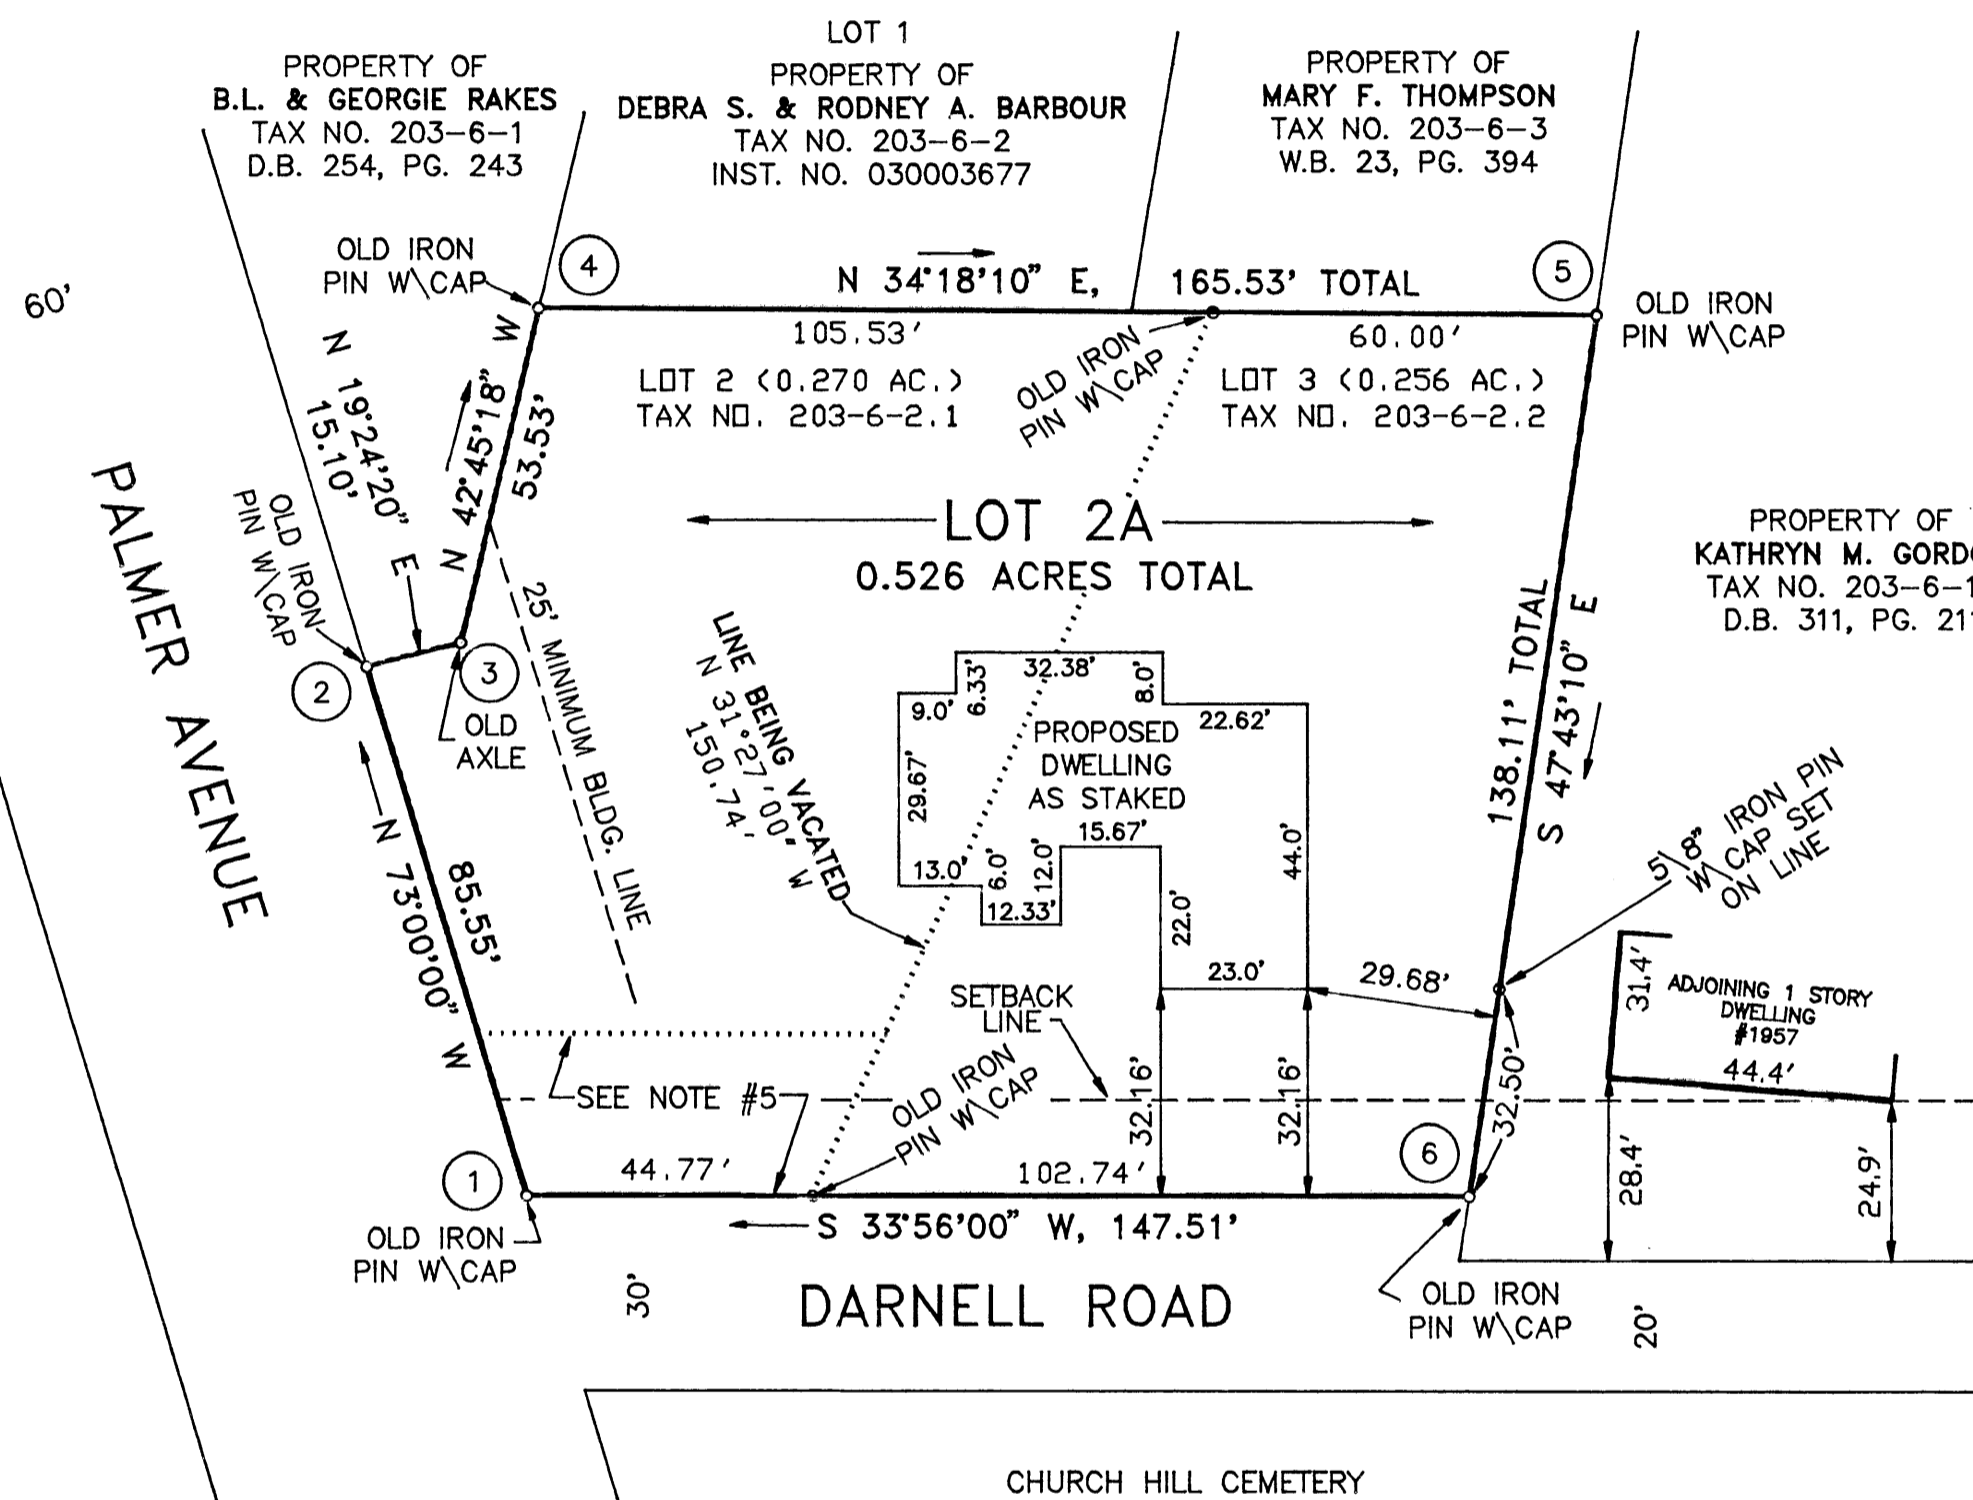 LOT 1
PROPERTY OF
B.L. & GEORGIE RAKES
TAX NO. 203-6-1
D.B. 254, PG. 243
PROPERTY OF
DEBRA S. & RODNEY A. BARBOUR
TAX NO. 203-6-2
INST. NO. 030003677
PROPERTY OF
MARY F. THOMPSON
TAX NO. 203-6-3
W.B. 23, PG. 394
OLD IRON
PIN W\CAP
4
N 34°18'10" E, 165.53' TOTAL
5
OLD IRON
PIN W\CAP
60'
105.53'
60.00'
OLD IRON
PIN W\CAP
LOT 2 (0.270 AC.)
TAX NO. 203-6-2.1
LOT 3 (0.256 AC.)
TAX NO. 203-6-2.2
N 19°24'20" E
15.10'
N 42°45'18" W
53.53'
PALMER AVENUE
OLD IRON
PIN W\CAP
LOT 2A
0.526 ACRES TOTAL
PROPERTY OF
KATHRYN M.
TAX NO. 203-6-1
D.B. 311, PG. 21
2
3
OLD
AXLE
25' MINIMUM BLDG. LINE
LINE BEING VACATED
N 31°27'00" W
150.74'
138.11' TOTAL
S 47°43'10" E
32.38'
6.33'
8.0'
9.0'
22.62'
PROPOSED
DWELLING
AS STAKED
29.67'
15.67'
44.0'
13.0'
6.0'
12.0'
12.33'
22.0'
23.0'
29.68'
5\8" IRON PIN
W\CAP SET
ON LINE
85.55'
N 73°00'00" W
SETBACK
LINE
31.4'
ADJOINING 1 STORY
DWELLING
#1957
44.4'
SEE NOTE #5
OLD IRON
PIN W\CAP
32.16'
32.16'
32.50'
28.4'
24.9'
1
44.77'
102.74'
6
OLD IRON
PIN W\CAP
S 33°56'00" W, 147.51'
30'
DARNELL ROAD
OLD IRON
PIN W\CAP
20'
CHURCH HILL CEMETERY